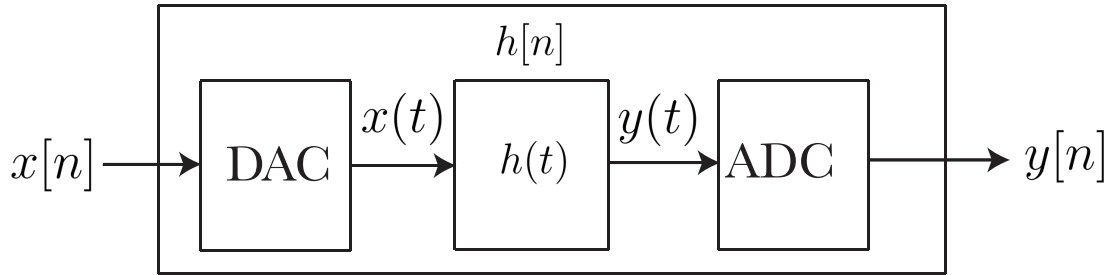 h[n]
x(t)
y(t)
x[n]
DAC
h(t)
ADC
y[n]